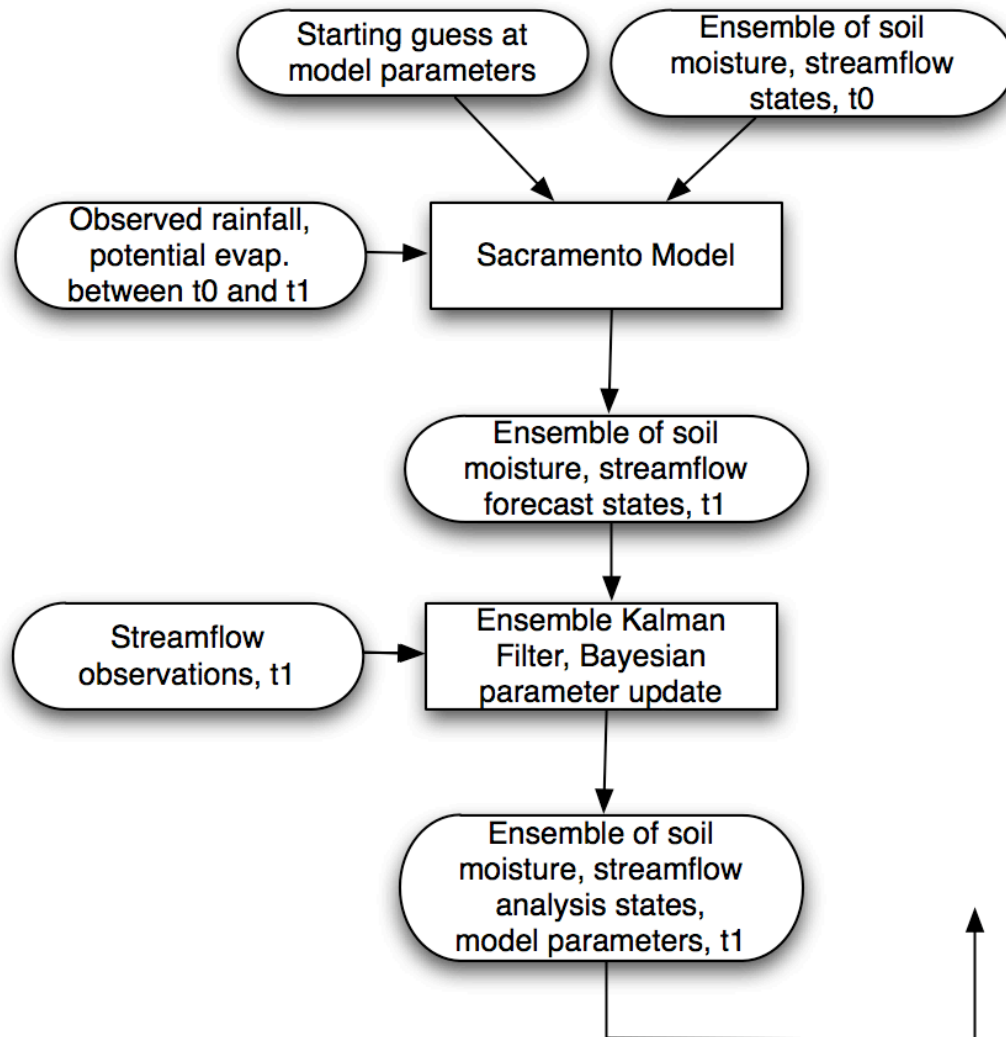 Starting guess at
model parameters
Ensemble of soil
moisture, streamflow
states, t0
Observed rainfall,
potential evap.
between t0 and t1
Sacramento Model
Ensemble of soil
moisture, streamflow
forecast states, t1
Streamflow
observations, t1
Ensemble Kalman
Filter, Bayesian
parameter update
Ensemble of soil
moisture, streamflow
analysis states,
model parameters, t1